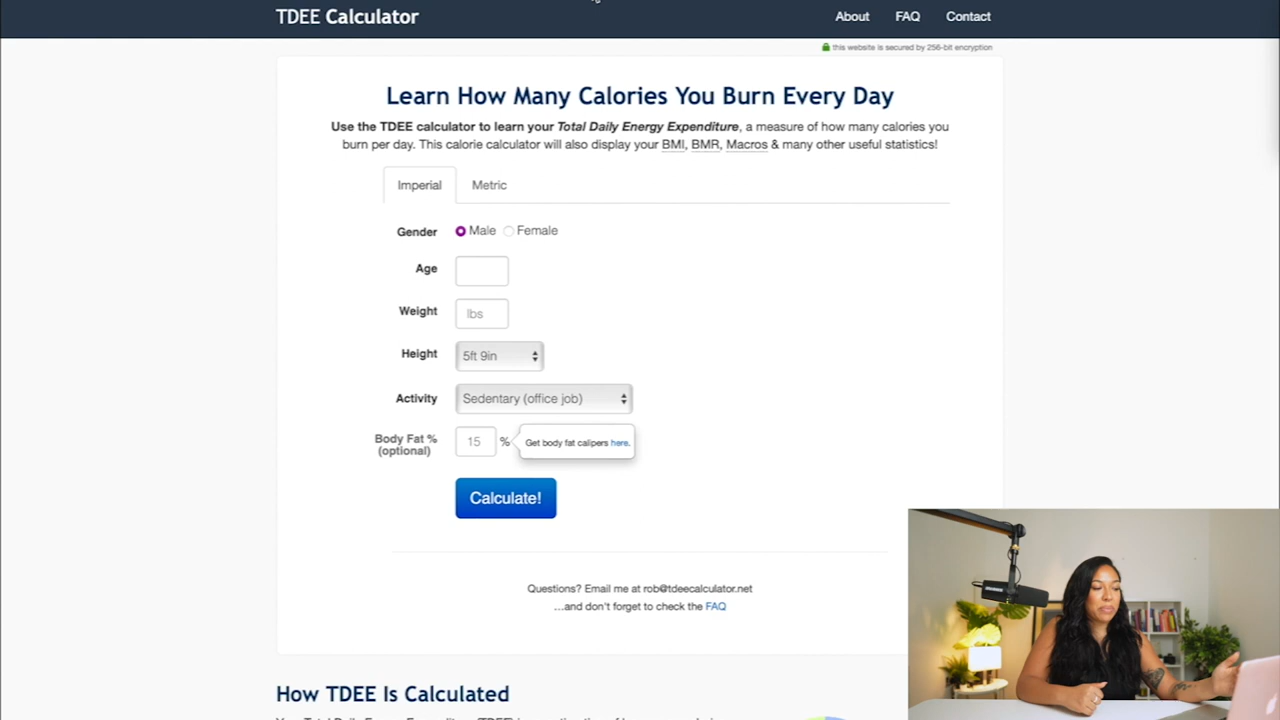 TDEE Calculator
About FAQ Contact
this website is secured by 256-bit encryption
Learn How Many Calories You Burn Every Day
Use the TDEE calculator to learn your Total Daily Energy Expenditure, a measure of how many calories you
burn per day. This calorie calculator will also display your BMI, BMR, Macros & many other useful statistics!
Imperial Metric
Gender Male Female
Age
Weight lbs
Height 5ft 9in
Activity Sedentary (office job)
Body Fat %
(optional)
15 % Get body fat calipers here.
Calculate!
Questions? Email me at rob@tdeecalculator.net
...and don't forget to check the FAQ
How TDEE Is Calculated